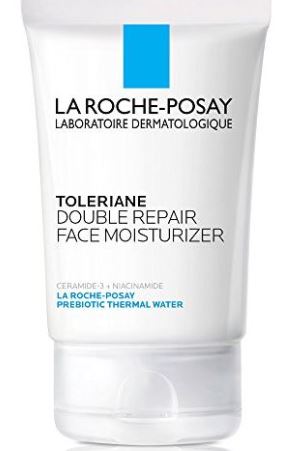 LA ROCHE-POSAY
LABORATOIRE DERMATOLOGIQUE
TOLERIANE
DOUBLE REPAIR
FACE MOISTURIZER
CERAMIDE-3 + NIACINAMIDE
LA ROCHE-POSAY
PREBIOTIC THERMAL WATER